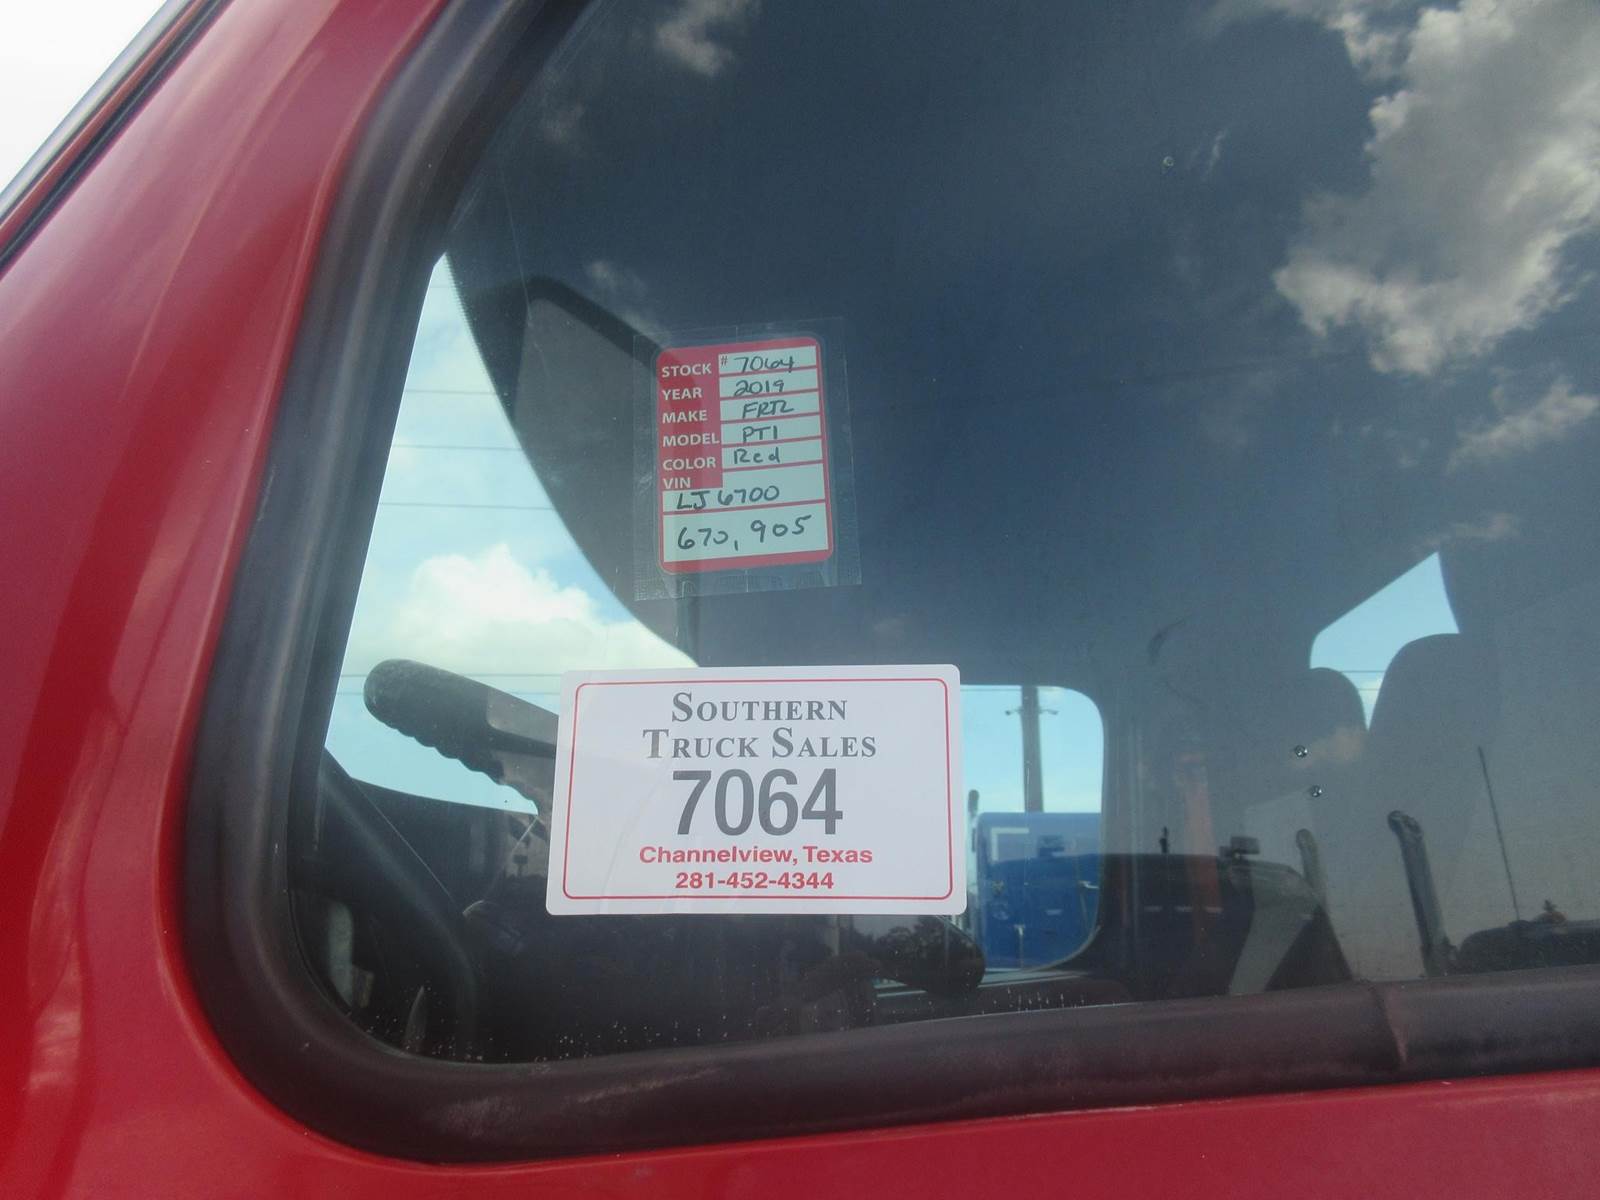 STOCK # 7064
YEAR 2019
MAKE FRTL
MODEL PT1
COLOR Red
VIN
LJ6700
670,905
SOUTHERN
TRUCK SALES
7064
Channelview, Texas
281-452-4344